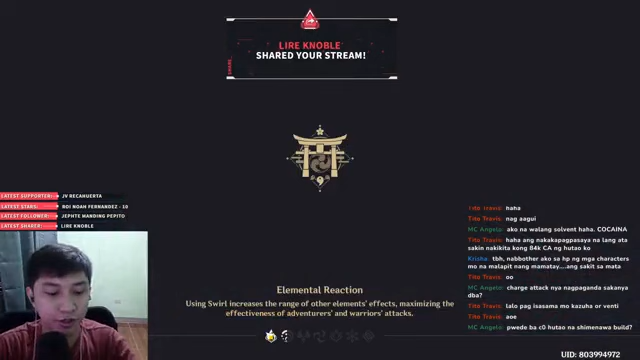 LIRE KNOBLE
SHARED YOUR STREAM!
SHARE
LATEST SUPPORTER: JV RECAHUERTA
LATEST STARS: ROI NOAH FERNANDEZ - 10
LATEST FOLLOWER: JEPHTE MANDING PEPITO
LATEST SHARER: LIRE KNOBLE
Tito Travis: haha
Tito Travis: nag aagui
MC Angelo: ako na walang solvent haha. COCAINA
Tito Travis: haha ang nakakapagpasaya na lang ata
sakin nakikita kong 84k CA ng hutao ko
Krisha: tbh, nabbother ako sa hp ng mga characters
mo na malapit nang mamatay....ang sakit sa mata
Tito Travis: oo
MC Angelo: charge attack nya nagpaganda sakanya
dba?
Tito Travis: lalo pag isasama mo kazuha or venti
Tito Travis: aoe
MC Angelo: pwede ba c0 hutao na shimenawa build?
Elemental Reaction
Using Swirl increases the range of other elements' effects, maximizing the
effectiveness of adventurers' and warriors' attacks.
UID: 803994972